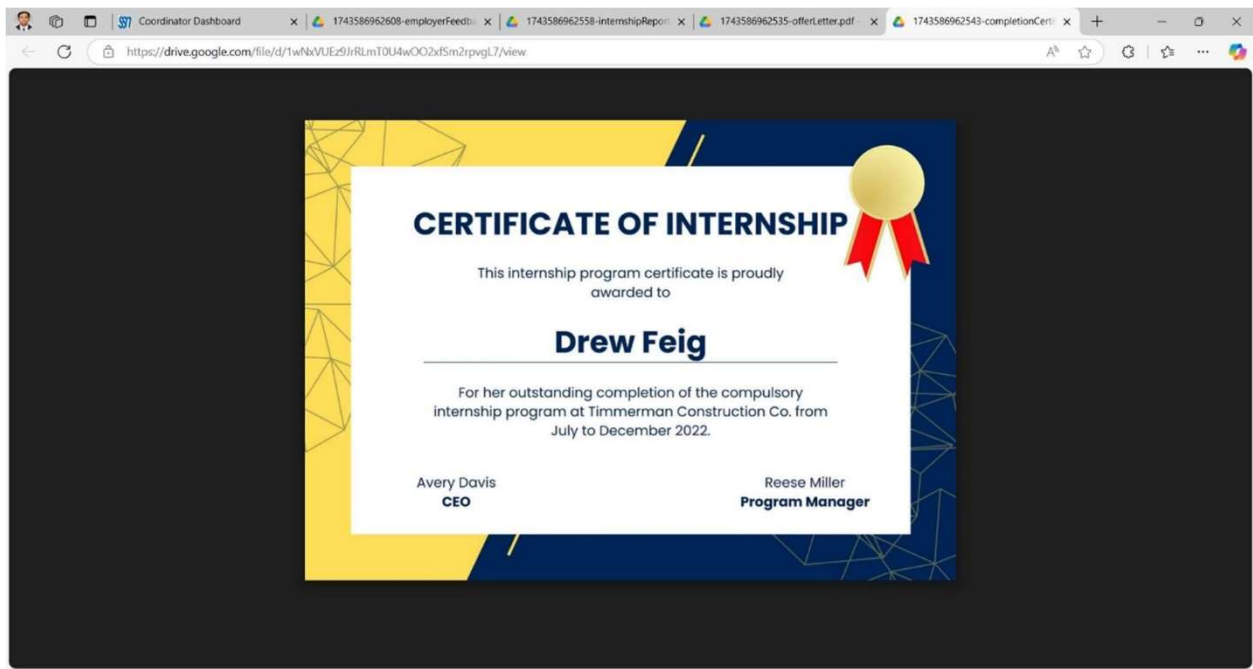 Coordinator Dashboard
1743586962608-employerFeedb
1743586962558-internshipRepor
1743586962535-offerLetter.pdf -
1743586962543-completionCerti
https://drive.google.com/file/d/1wNxVUEz9JrRLmT0U4wOO2xfSm2rpvgL7/view
CERTIFICATE OF INTERNSHIP
This internship program certificate is proudly
awarded to
Drew Feig
For her outstanding completion of the compulsory
internship program at Timmerman Construction Co. from
July to December 2022.
Avery Davis
CEO
Reese Miller
Program Manager